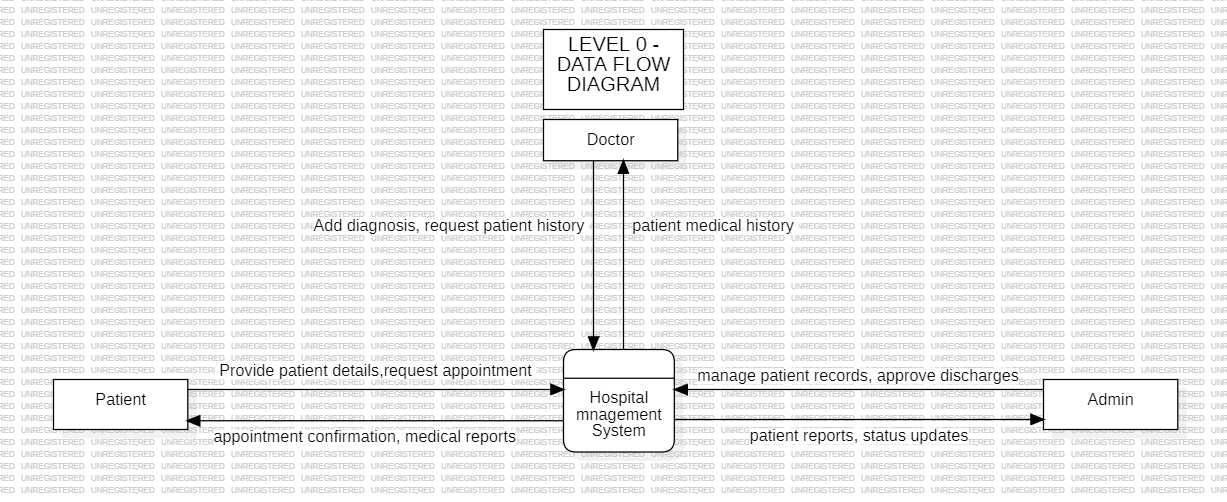 LEVEL 0 -
DATA FLOW
DIAGRAM
Doctor
Add diagnosis, request patient history
patient medical history
Provide patient details,request appointment
manage patient records, approve discharges
Patient
Hospital
mnagement
System
Admin
appointment confirmation, medical reports
patient reports, status updates
UNREGISTERED